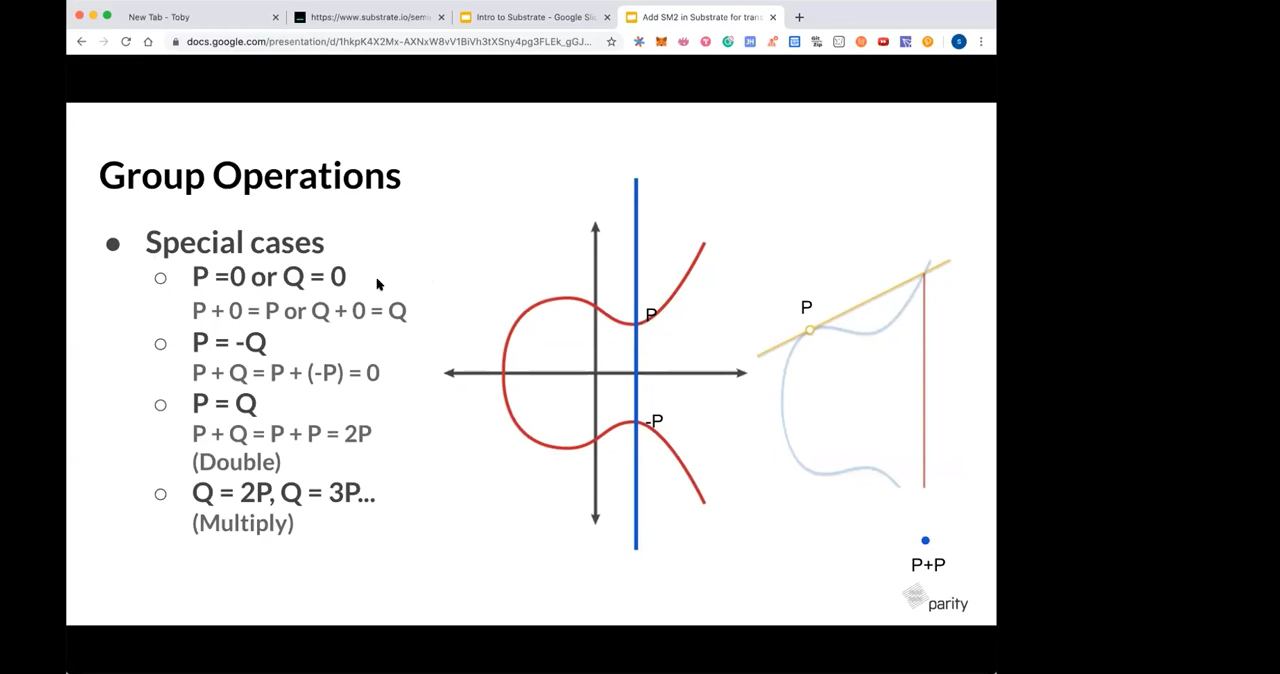 New Tab - Toby
https://www.substrate.io/semi
Intro to Substrate - Google Slid
Add SM2 in Substrate for trans
docs.google.com/presentation/d/1hkpK4X2Mx-AXNxW8vV1BiVh3tXSny4pg3FLEk_gGJ...
Group Operations
Special cases
P =0 or Q = 0
P + 0 = P or Q + 0 = Q
P = -Q
P + Q = P + (-P) = 0
P = Q
P + Q = P + P = 2P
(Double)
Q = 2P, Q = 3P...
(Multiply)
P
-P
P
P+P
parity